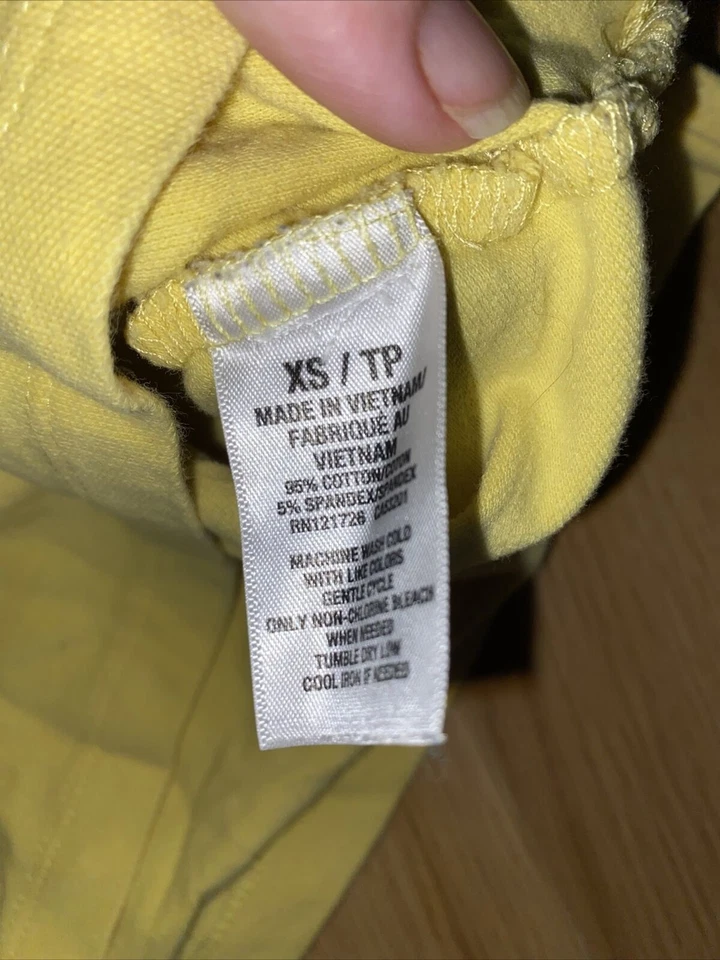 XS / TP
MADE IN VIETNAM/
FABRIQUÉ AU
VIETNAM
95% COTTON/COTON
5% SPANDEX/SPANDEX
RN121726 CA53201
MACHINE WASH COLD
WITH LIKE COLORS
GENTLE CYCLE
ONLY NON-CHLORINE BLEACH
WHEN NEEDED
TUMBLE DRY LOW
COOL IRON IF NEEDED